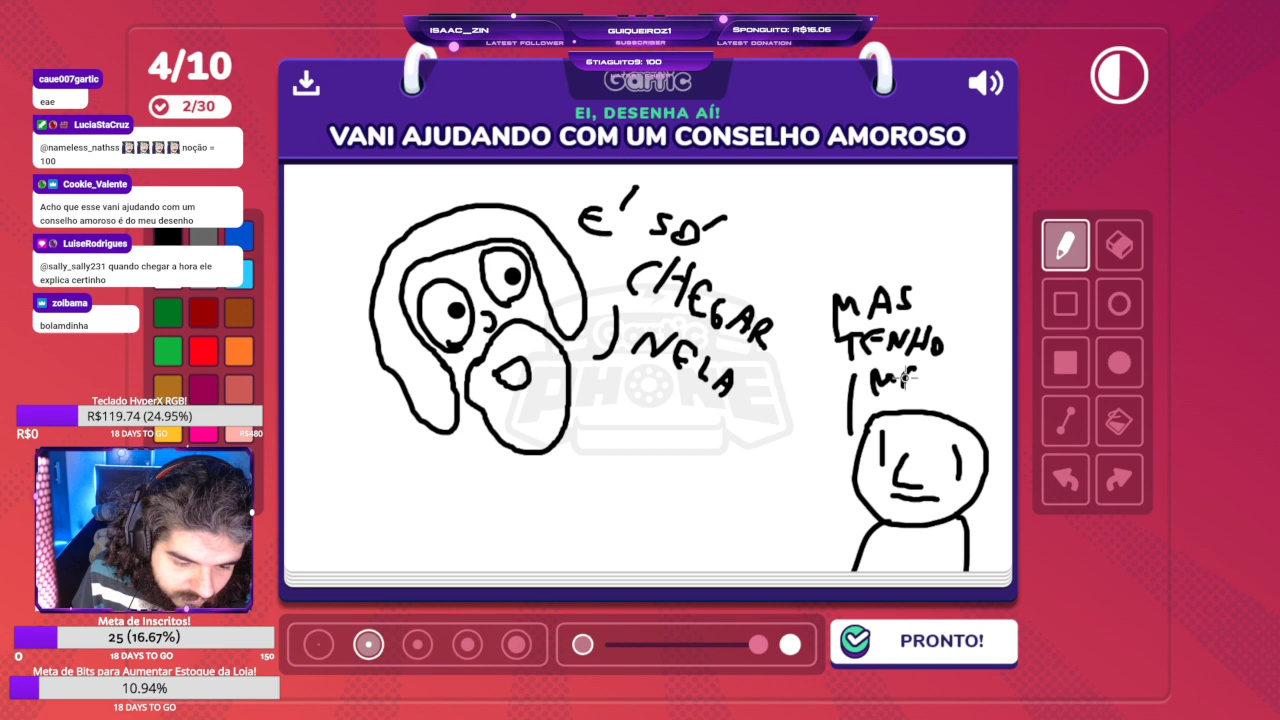 ISAAC_ZIN
LATEST FOLLOWER
GUIQUEIROZ1
SUBSCRIBER
SPONGUITO: R$16.06
LATEST DONATION
6TIAGUITO9: 100
Gartic
4/10
2/30
EI, DESENHA AÍ!
VANI AJUDANDO COM UM CONSELHO AMOROSO
caue007gartic
eae
LuciaStaCruz
@nameless_nathss noção =
100
Cookie_Valente
Acho que esse vani ajudando com um
conselho amoroso é do meu desenho
LuiseRodrigues
@sally_sally231 quando chegar a hora ele
explica certinho
zolbama
bolamdinha
É SÓ
CHEGAR
NELA
MAS
TENHO
ME
Gartic
PHONE
Teclado HyperX RGB!
R$119.74 (24.95%)
R$0
18 DAYS TO GO
R$480
Meta de Inscritos!
25 (16.67%)
0
18 DAYS TO GO
150
Meta de Bits para Aumentar Estoque da Loja!
10.94%
18 DAYS TO GO
PRONTO!